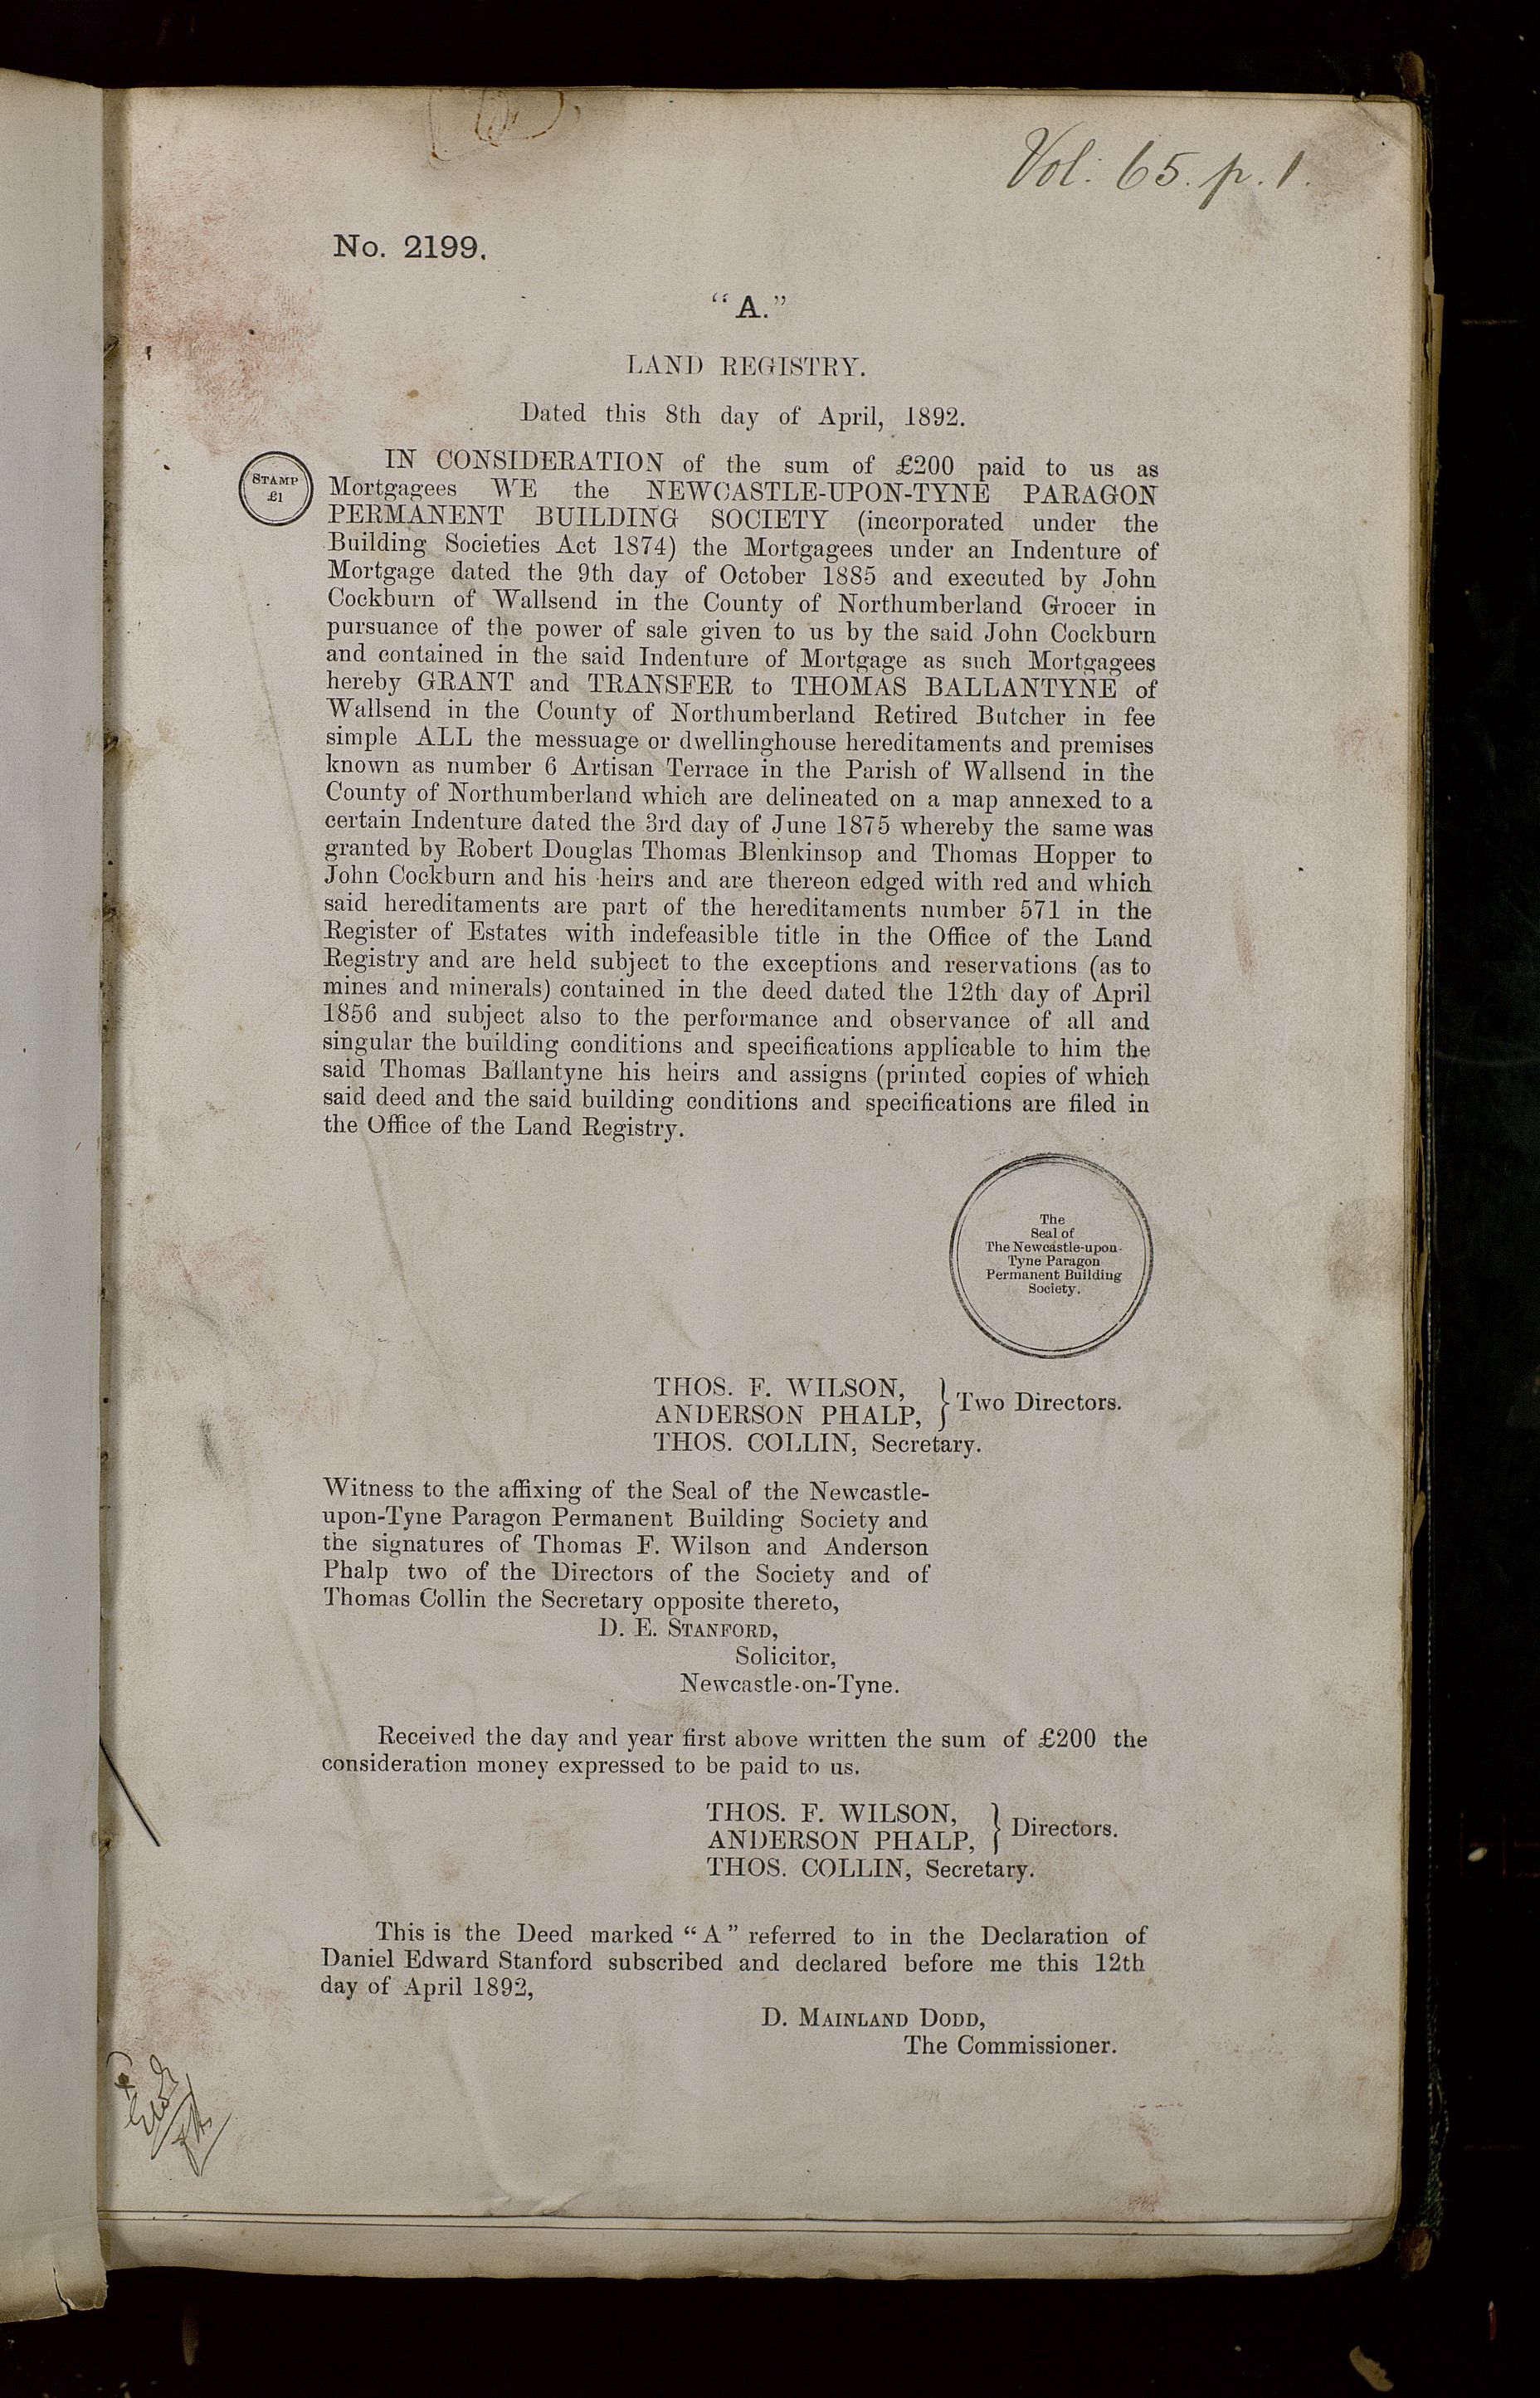 Vol: 65. p. 1.
No. 2199.
“A.”
LAND REGISTRY.
Dated this 8th day of April, 1892.
STAMP
£1
IN CONSIDERATION of the sum of £200 paid to us as
Mortgagees WE the NEWCASTLE-UPON-TYNE PARAGON
PERMANENT BUILDING SOCIETY (incorporated under the
Building Societies Act 1874) the Mortgagees under an Indenture of
Mortgage dated the 9th day of October 1885 and executed by John
Cockburn of Wallsend in the County of Northumberland Grocer in
pursuance of the power of sale given to us by the said John Cockburn
and contained in the said Indenture of Mortgage as such Mortgagees
hereby GRANT and TRANSFER to THOMAS BALLANTYNE of
Wallsend in the County of Northumberland Retired Butcher in fee
simple ALL the messuage or dwellinghouse hereditaments and premises
known as number 6 Artisan Terrace in the Parish of Wallsend in the
County of Northumberland which are delineated on a map annexed to a
certain Indenture dated the 3rd day of June 1875 whereby the same was
granted by Robert Douglas Thomas Blenkinsop and Thomas Hopper to
John Cockburn and his heirs and are thereon edged with red and which
said hereditaments are part of the hereditaments number 571 in the
Register of Estates with indefeasible title in the Office of the Land
Registry and are held subject to the exceptions and reservations (as to
mines and minerals) contained in the deed dated the 12th day of April
1856 and subject also to the performance and observance of all and
singular the building conditions and specifications applicable to him the
said Thomas Ballantyne his heirs and assigns (printed copies of which
said deed and the said building conditions and specifications are filed in
the Office of the Land Registry.
The
Seal of
The Newcastle-upon-
Tyne Paragon
Permanent Building
Society.
THOS. F. WILSON,
ANDERSON PHALP, } Two Directors.
THOS. COLLIN, Secretary.
Witness to the affixing of the Seal of the Newcastle-
upon-Tyne Paragon Permanent Building Society and
the signatures of Thomas F. Wilson and Anderson
Phalp two of the Directors of the Society and of
Thomas Collin the Secretary opposite thereto,
D. E. STANFORD,
Solicitor,
Newcastle-on-Tyne.
Received the day and year first above written the sum of £200 the
consideration money expressed to be paid to us.
THOS. F. WILSON,
ANDERSON PHALP, } Directors.
THOS. COLLIN, Secretary.
This is the Deed marked “A” referred to in the Declaration of
Daniel Edward Stanford subscribed and declared before me this 12th
day of April 1892,
D. MAINLAND DODD,
The Commissioner.